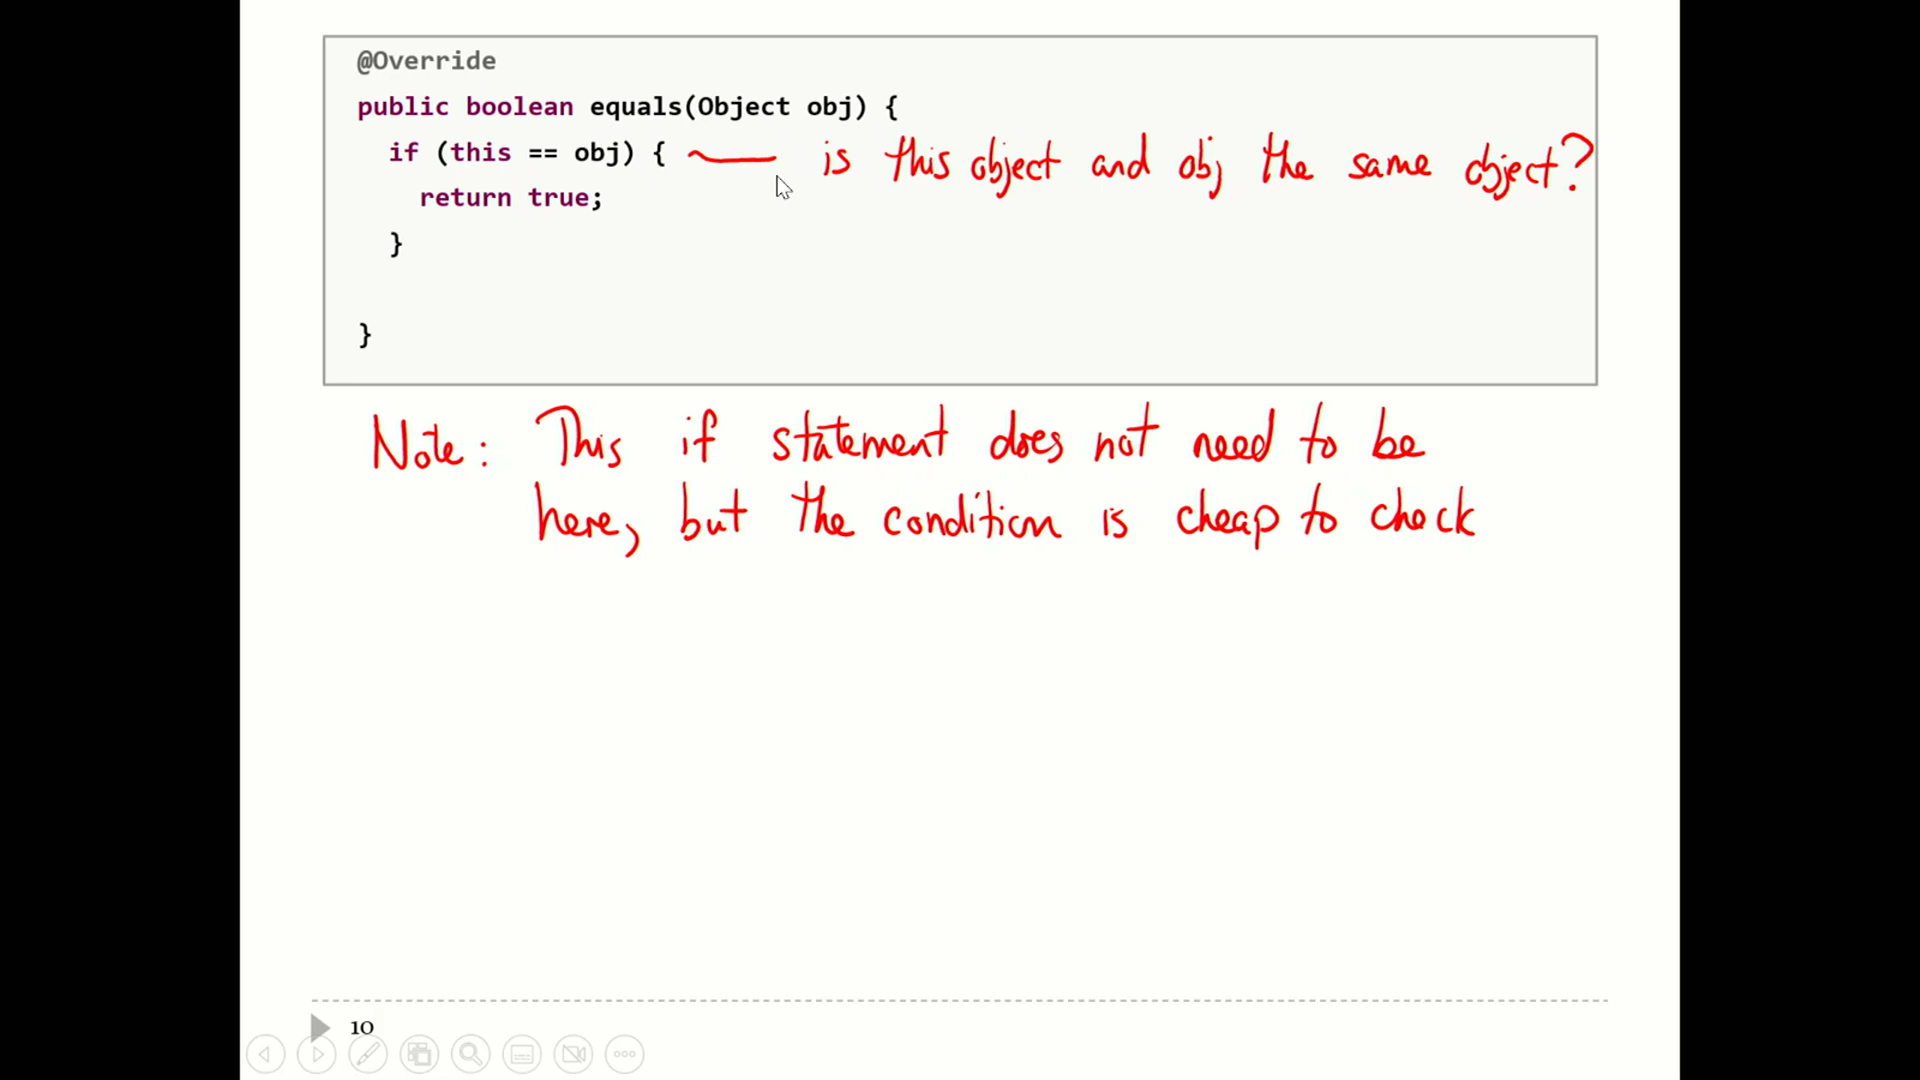 @Override
public boolean equals(Object obj) {
if (this == obj) { is this object and obj the same object?
return true;
}
}
Note: This if statement does not need to be
here, but the condition is cheap to check
10